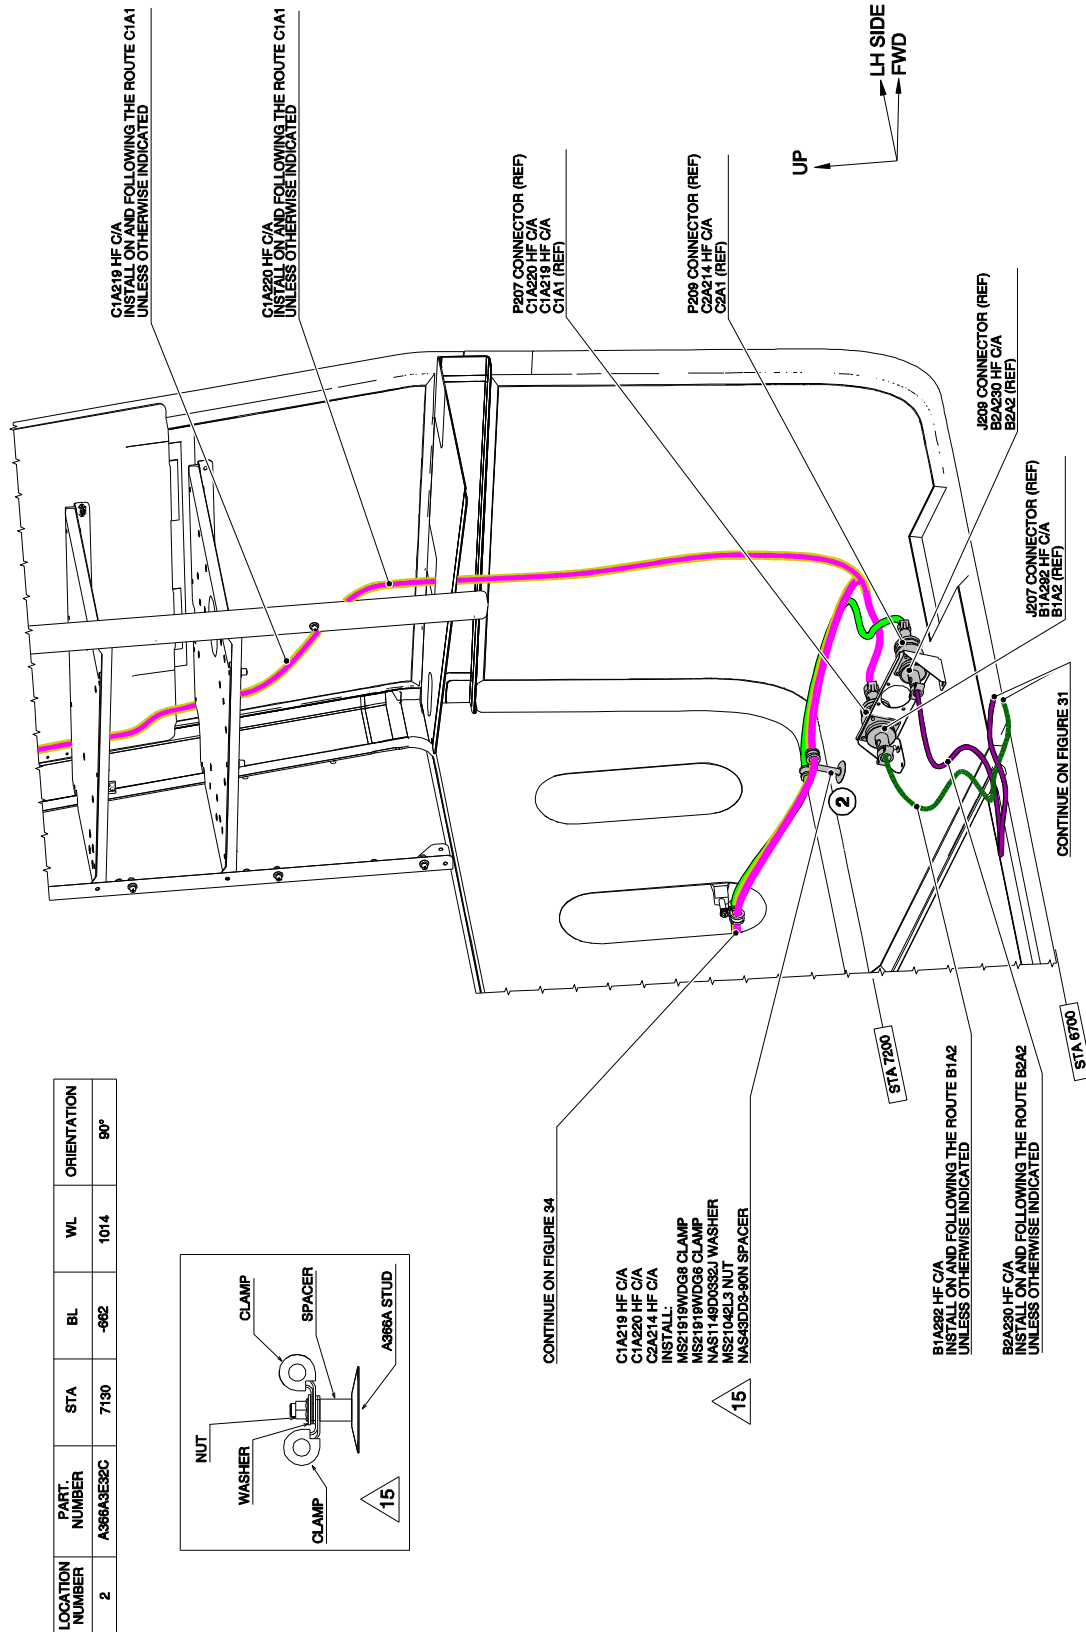 LOCATION NUMBER
PART. NUMBER
STA
BL
WL
ORIENTATION
2
A366A3E32C
7130
-662
1014
90°
NUT
WASHER
CLAMP
CLAMP
SPACER
A366A STUD
15
CONTINUE ON FIGURE 34
C1A219 HF C/A
C1A220 HF C/A
C2A214 HF C/A
INSTALL:
MS21919WDG8 CLAMP
MS21919WDG6 CLAMP
NAS1149D0332J WASHER
MS21042L3 NUT
NAS43DD3-90N SPACER
15
B1A292 HF C/A
INSTALL ON AND FOLLOWING THE ROUTE B1A2
UNLESS OTHERWISE INDICATED
B2A230 HF C/A
INSTALL ON AND FOLLOWING THE ROUTE B2A2
UNLESS OTHERWISE INDICATED
STA 7200
STA 6700
2
CONTINUE ON FIGURE 31
C1A219 HF C/A
INSTALL ON AND FOLLOWING THE ROUTE C1A1
UNLESS OTHERWISE INDICATED
C1A220 HF C/A
INSTALL ON AND FOLLOWING THE ROUTE C1A1
UNLESS OTHERWISE INDICATED
P207 CONNECTOR (REF)
C1A220 HF C/A
C1A219 HF C/A
C1A1 (REF)
P209 CONNECTOR (REF)
C2A214 HF C/A
C2A1 (REF)
J209 CONNECTOR (REF)
B2A230 HF C/A
B2A2 (REF)
J207 CONNECTOR (REF)
B1A292 HF C/A
B1A2 (REF)
UP
LH SIDE
FWD